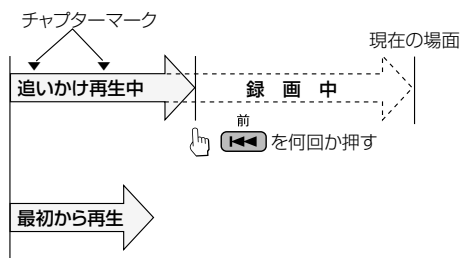 チャプターマーク
現在の場面
追いかけ再生中
録画中
前
を何回か押す
最初から再生